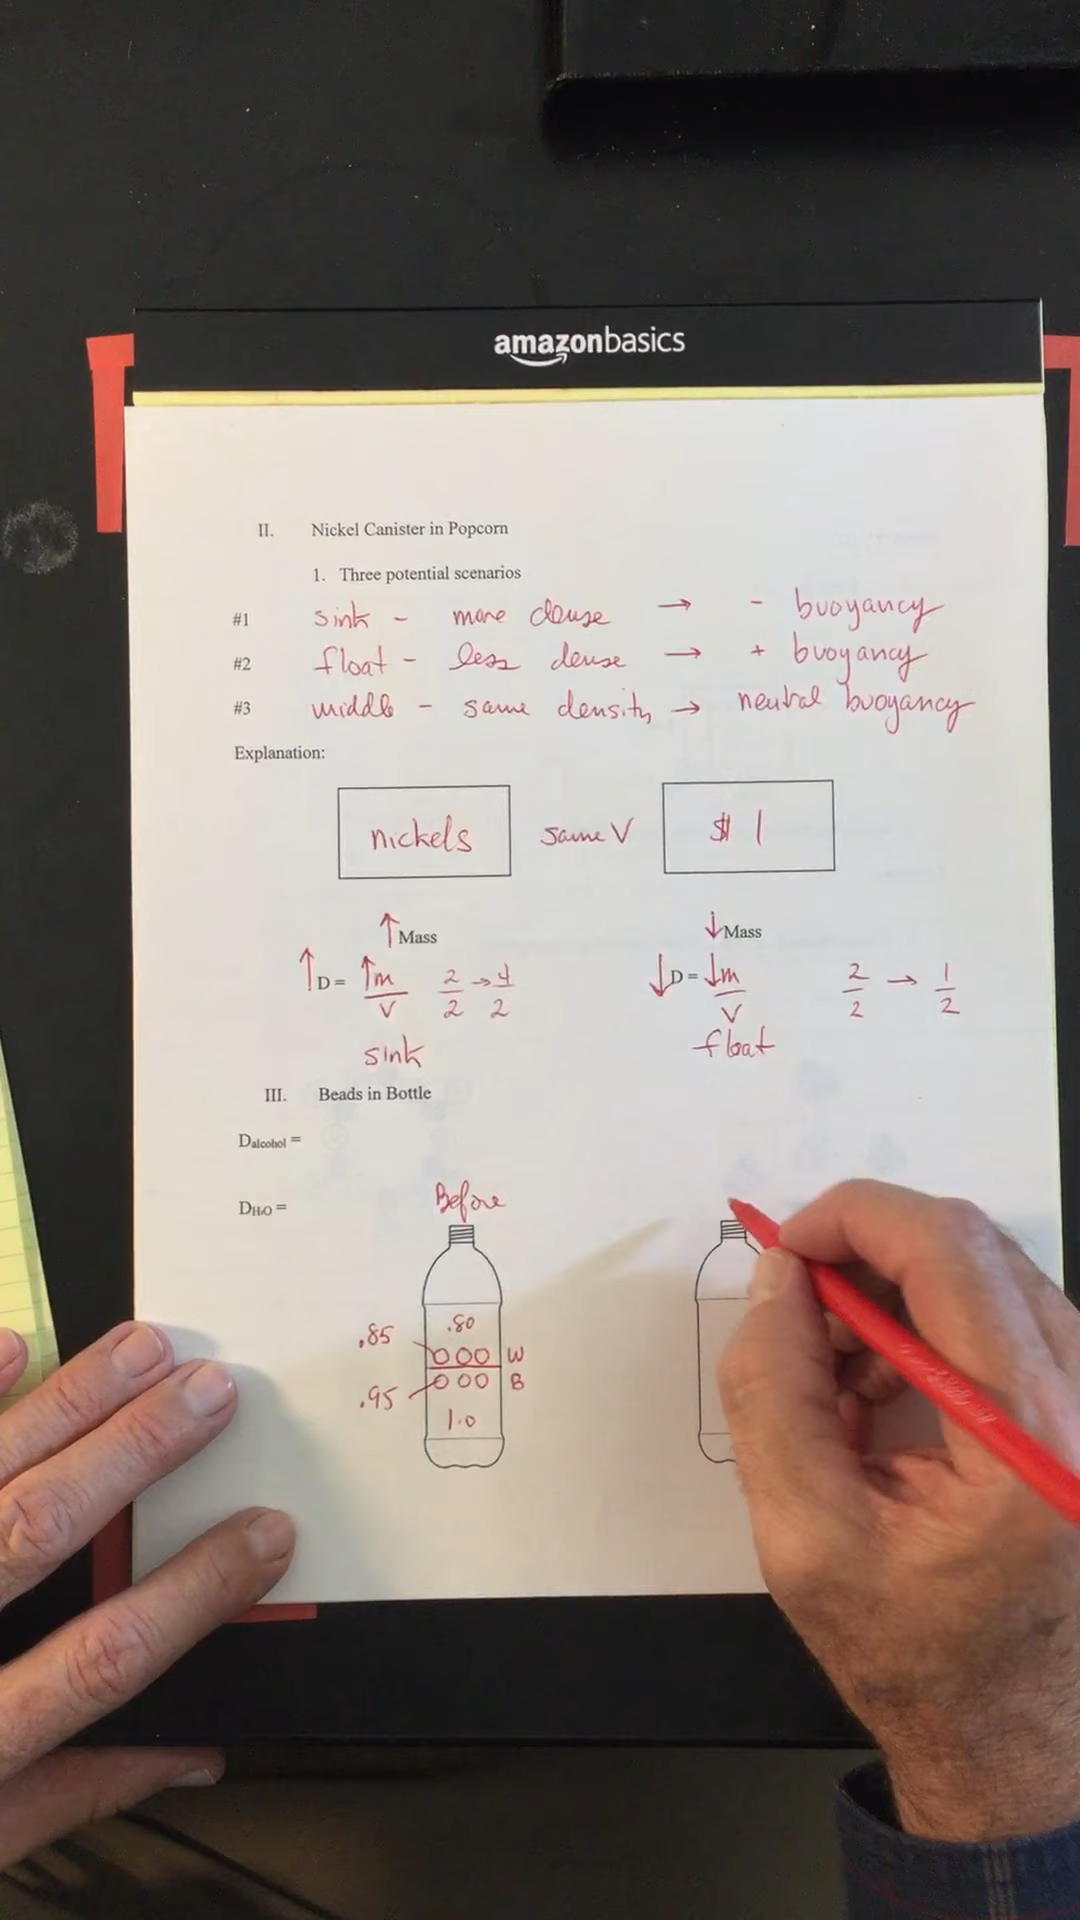 amazonbasics
II. Nickel Canister in Popcorn
1. Three potential scenarios
#1 sink - more dense → - buoyancy
#2 float - less dense → + buoyancy
#3 middle - same density → neutral buoyancy
Explanation:
nickels same V $ 1
↑ Mass ↓ Mass
↑ D = ↑m/V 2/2 → 4/2 ↓ D = ↓m/V 2/2 → 1/2
sink float
III. Beads in Bottle
Dalcohol =
DH2O = Before
.80
.85 000 W
.95 000 B
1.0